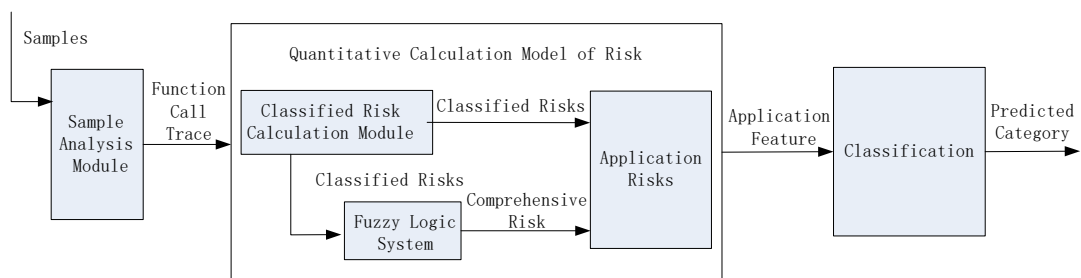 Samples
Sample
Analysis
Module
Function
Call
Trace
Quantitative Calculation Model of Risk
Classified Risk
Calculation Module
Classified Risks
Classified Risks
Fuzzy Logic
System
Comprehensive
Risk
Application
Risks
Application
Feature
Classification
Predicted
Category